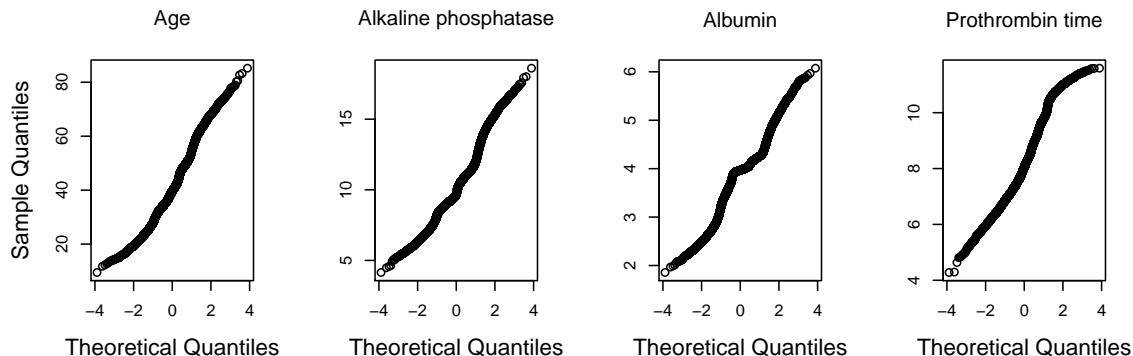 Age
Alkaline phosphatase
Albumin
Prothrombin time
Sample Quantiles
20 40 60 80
5 10 15
2 3 4 5 6
4 6 8 10
−4 −2 0 2 4
−4 −2 0 2 4
−4 −2 0 2 4
−4 −2 0 2 4
Theoretical Quantiles
Theoretical Quantiles
Theoretical Quantiles
Theoretical Quantiles